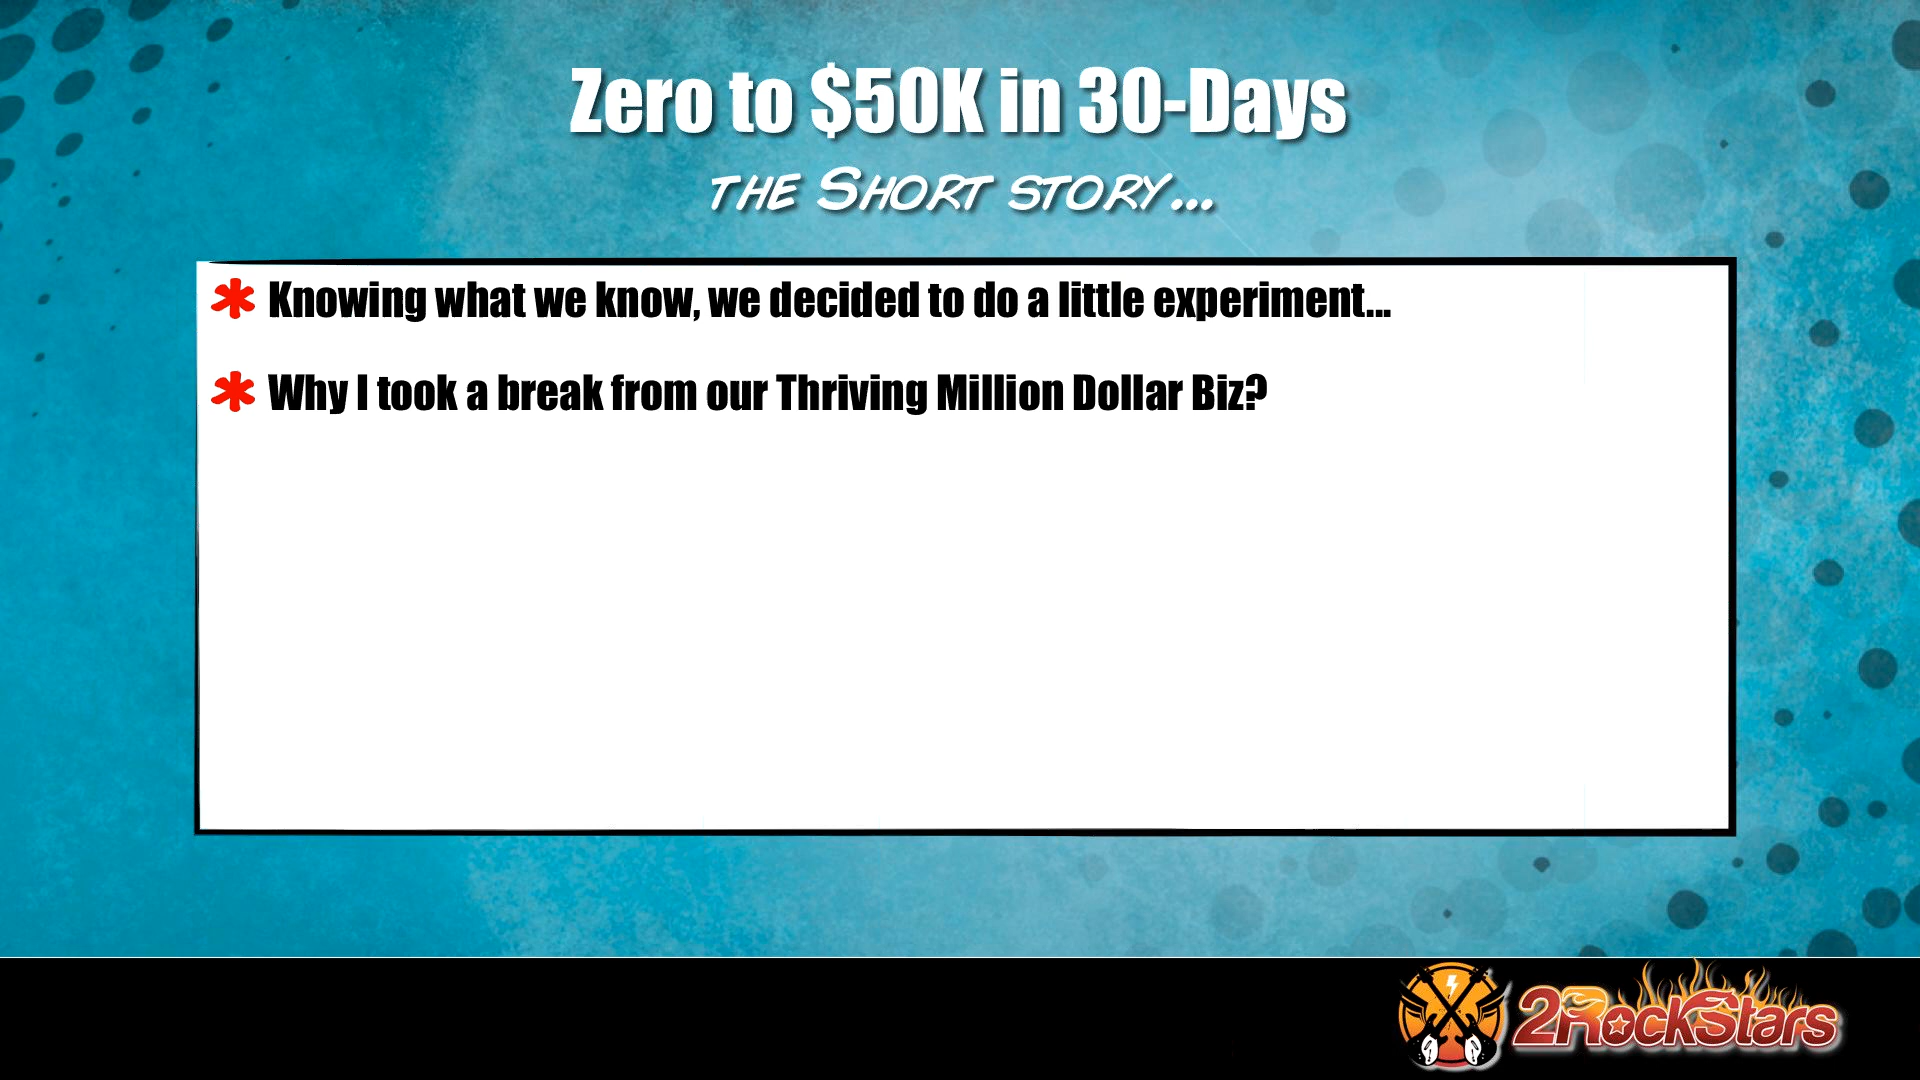 Zero to $50K in 30-Days
THE SHORT STORY...
* Knowing what we know, we decided to do a little experiment...
* Why I took a break from our Thriving Million Dollar Biz?
2RockStars